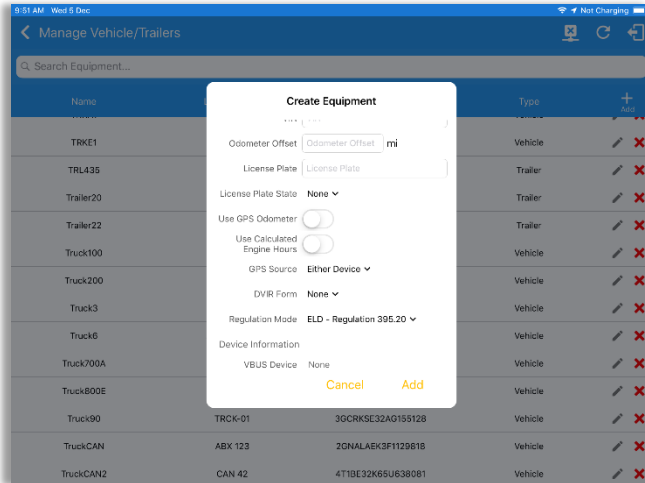 9:51 AM Wed 5 Dec Not Charging
Manage Vehicle/Trailers
Search Equipment...
Name Type Add
Create Equipment
Odometer Offset Odometer Offset mi
License Plate License Plate
License Plate State None
Use GPS Odometer
Use Calculated
Engine Hours
GPS Source Either Device
DVIR Form None
Regulation Mode ELD - Regulation 395.20
Device Information
VBUS Device None
Cancel Add
TRKE1 Vehicle
TRL435 Trailer
Trailer20 Trailer
Trailer22 Trailer
Truck100 Vehicle
Truck200 Vehicle
Truck3 Vehicle
Truck6 Vehicle
Truck700A Vehicle
Truck800E Vehicle
Truck90 TRCK-01 3GCRKSE32AG155128 Vehicle
TruckCAN ABX 123 2GNALAEK3F1129818 Vehicle
TruckCAN2 CAN 42 4T1BE32K65U638081 Vehicle